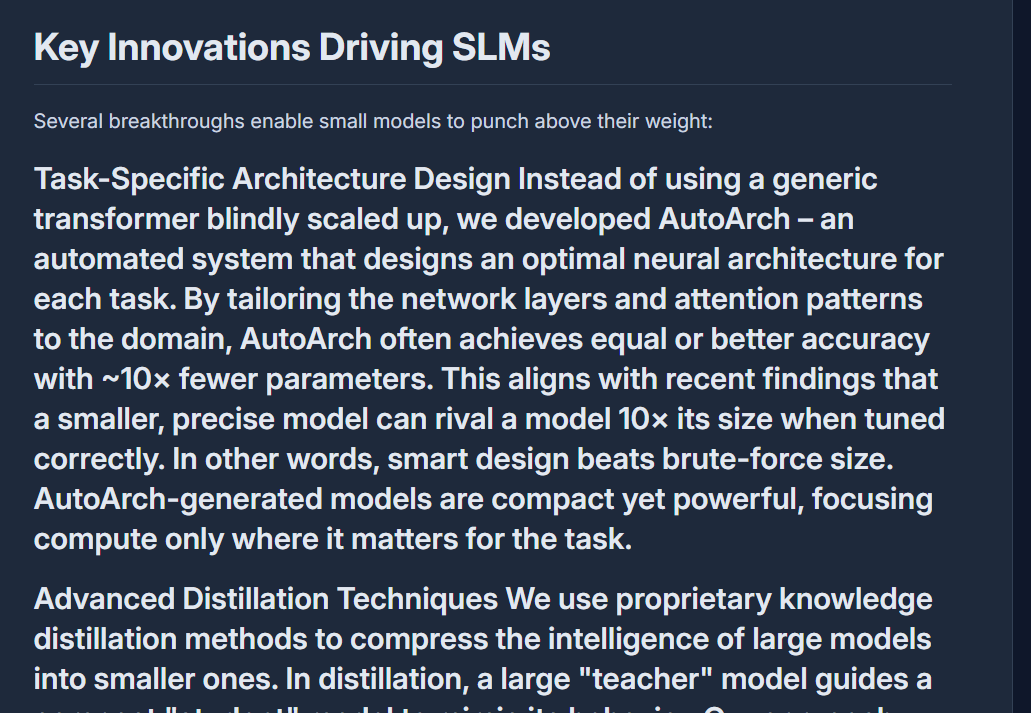 Key Innovations Driving SLMs
Several breakthroughs enable small models to punch above their weight:
Task-Specific Architecture Design Instead of using a generic
transformer blindly scaled up, we developed AutoArch – an
automated system that designs an optimal neural architecture for
each task. By tailoring the network layers and attention patterns
to the domain, AutoArch often achieves equal or better accuracy
with ~10× fewer parameters. This aligns with recent findings that
a smaller, precise model can rival a model 10× its size when tuned
correctly. In other words, smart design beats brute-force size.
AutoArch-generated models are compact yet powerful, focusing
compute only where it matters for the task.
Advanced Distillation Techniques We use proprietary knowledge
distillation methods to compress the intelligence of large models
into smaller ones. In distillation, a large "teacher" model guides a